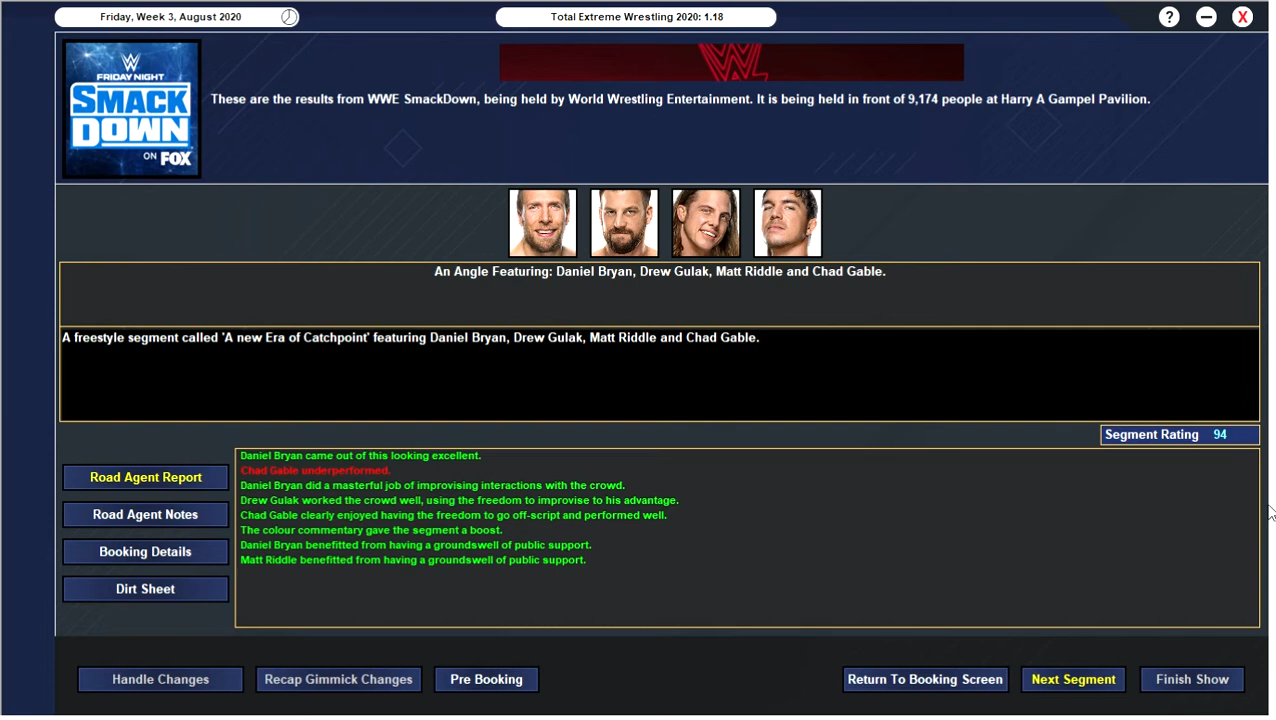 Friday, Week 3, August 2020
Total Extreme Wrestling 2020: 1.18
?
X
FRIDAY NIGHT
SMACK
DOWN
ON FOX
These are the results from WWE SmackDown, being held by World Wrestling Entertainment. It is being held in front of 9,174 people at Harry A Gampel Pavilion.
An Angle Featuring: Daniel Bryan, Drew Gulak, Matt Riddle and Chad Gable.
A freestyle segment called 'A new Era of Catchpoint' featuring Daniel Bryan, Drew Gulak, Matt Riddle and Chad Gable.
Segment Rating 94
Road Agent Report
Road Agent Notes
Booking Details
Dirt Sheet
Daniel Bryan came out of this looking excellent.
Chad Gable underperformed.
Daniel Bryan did a masterful job of improvising interactions with the crowd.
Drew Gulak worked the crowd well, using the freedom to improvise to his advantage.
Chad Gable clearly enjoyed having the freedom to go off-script and performed well.
The colour commentary gave the segment a boost.
Daniel Bryan benefitted from having a groundswell of public support.
Matt Riddle benefitted from having a groundswell of public support.
Handle Changes
Recap Gimmick Changes
Pre Booking
Return To Booking Screen
Next Segment
Finish Show